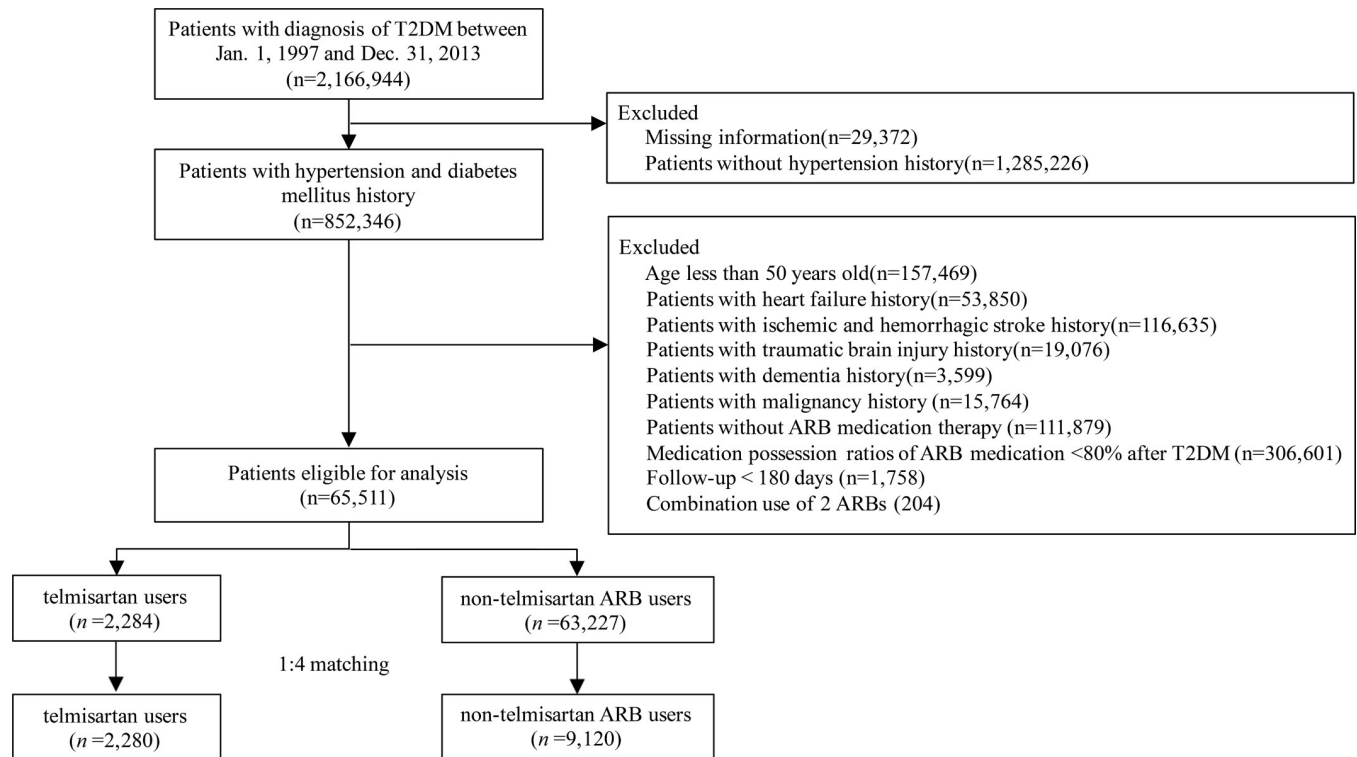 Patients with diagnosis of T2DM between
Jan. 1, 1997 and Dec. 31, 2013
(n=2,166,944)
Excluded
Missing information(n=29,372)
Patients without hypertension history(n=1,285,226)
Patients with hypertension and diabetes
mellitus history
(n=852,346)
Excluded
Age less than 50 years old(n=157,469)
Patients with heart failure history(n=53,850)
Patients with ischemic and hemorrhagic stroke history(n=116,635)
Patients with traumatic brain injury history(n=19,076)
Patients with dementia history(n=3,599)
Patients with malignancy history (n=15,764)
Patients without ARB medication therapy (n=111,879)
Medication possession ratios of ARB medication <80% after T2DM (n=306,601)
Follow-up < 180 days (n=1,758)
Combination use of 2 ARBs (204)
Patients eligible for analysis
(n=65,511)
telmisartan users
(n =2,284)
non-telmisartan ARB users
(n =63,227)
1:4 matching
telmisartan users
(n =2,280)
non-telmisartan ARB users
(n =9,120)